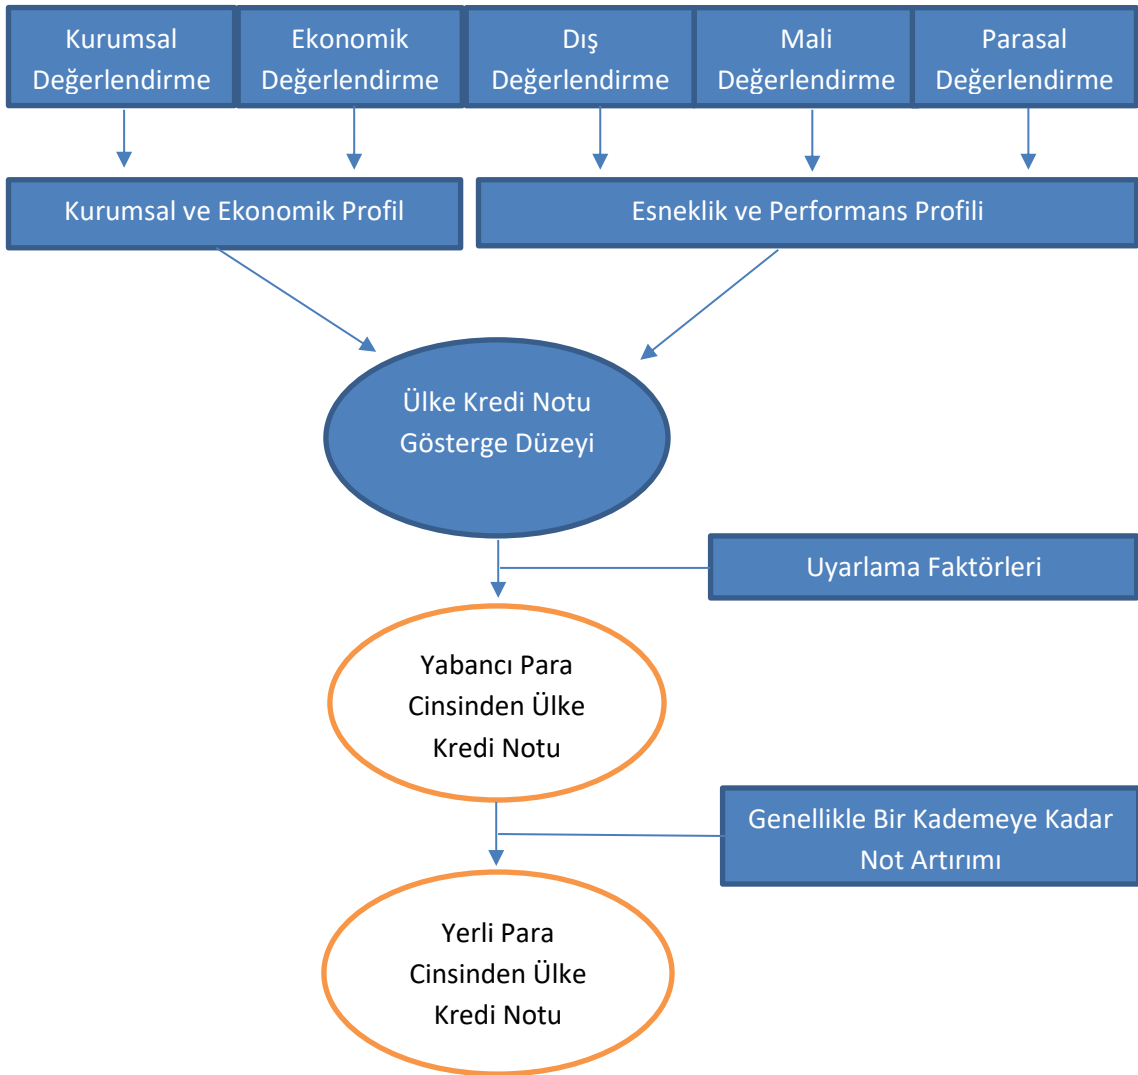 Kurumsal
Değerlendirme
Ekonomik
Değerlendirme
Dış
Değerlendirme
Mali
Değerlendirme
Parasal
Değerlendirme
Kurumsal ve Ekonomik Profil
Esneklik ve Performans Profili
Ülke Kredi Notu
Gösterge Düzeyi
Uyarlama Faktörleri
Yabancı Para
Cinsinden Ülke
Kredi Notu
Genellikle Bir Kademeye Kadar
Not Artırımı
Yerli Para
Cinsinden Ülke
Kredi Notu